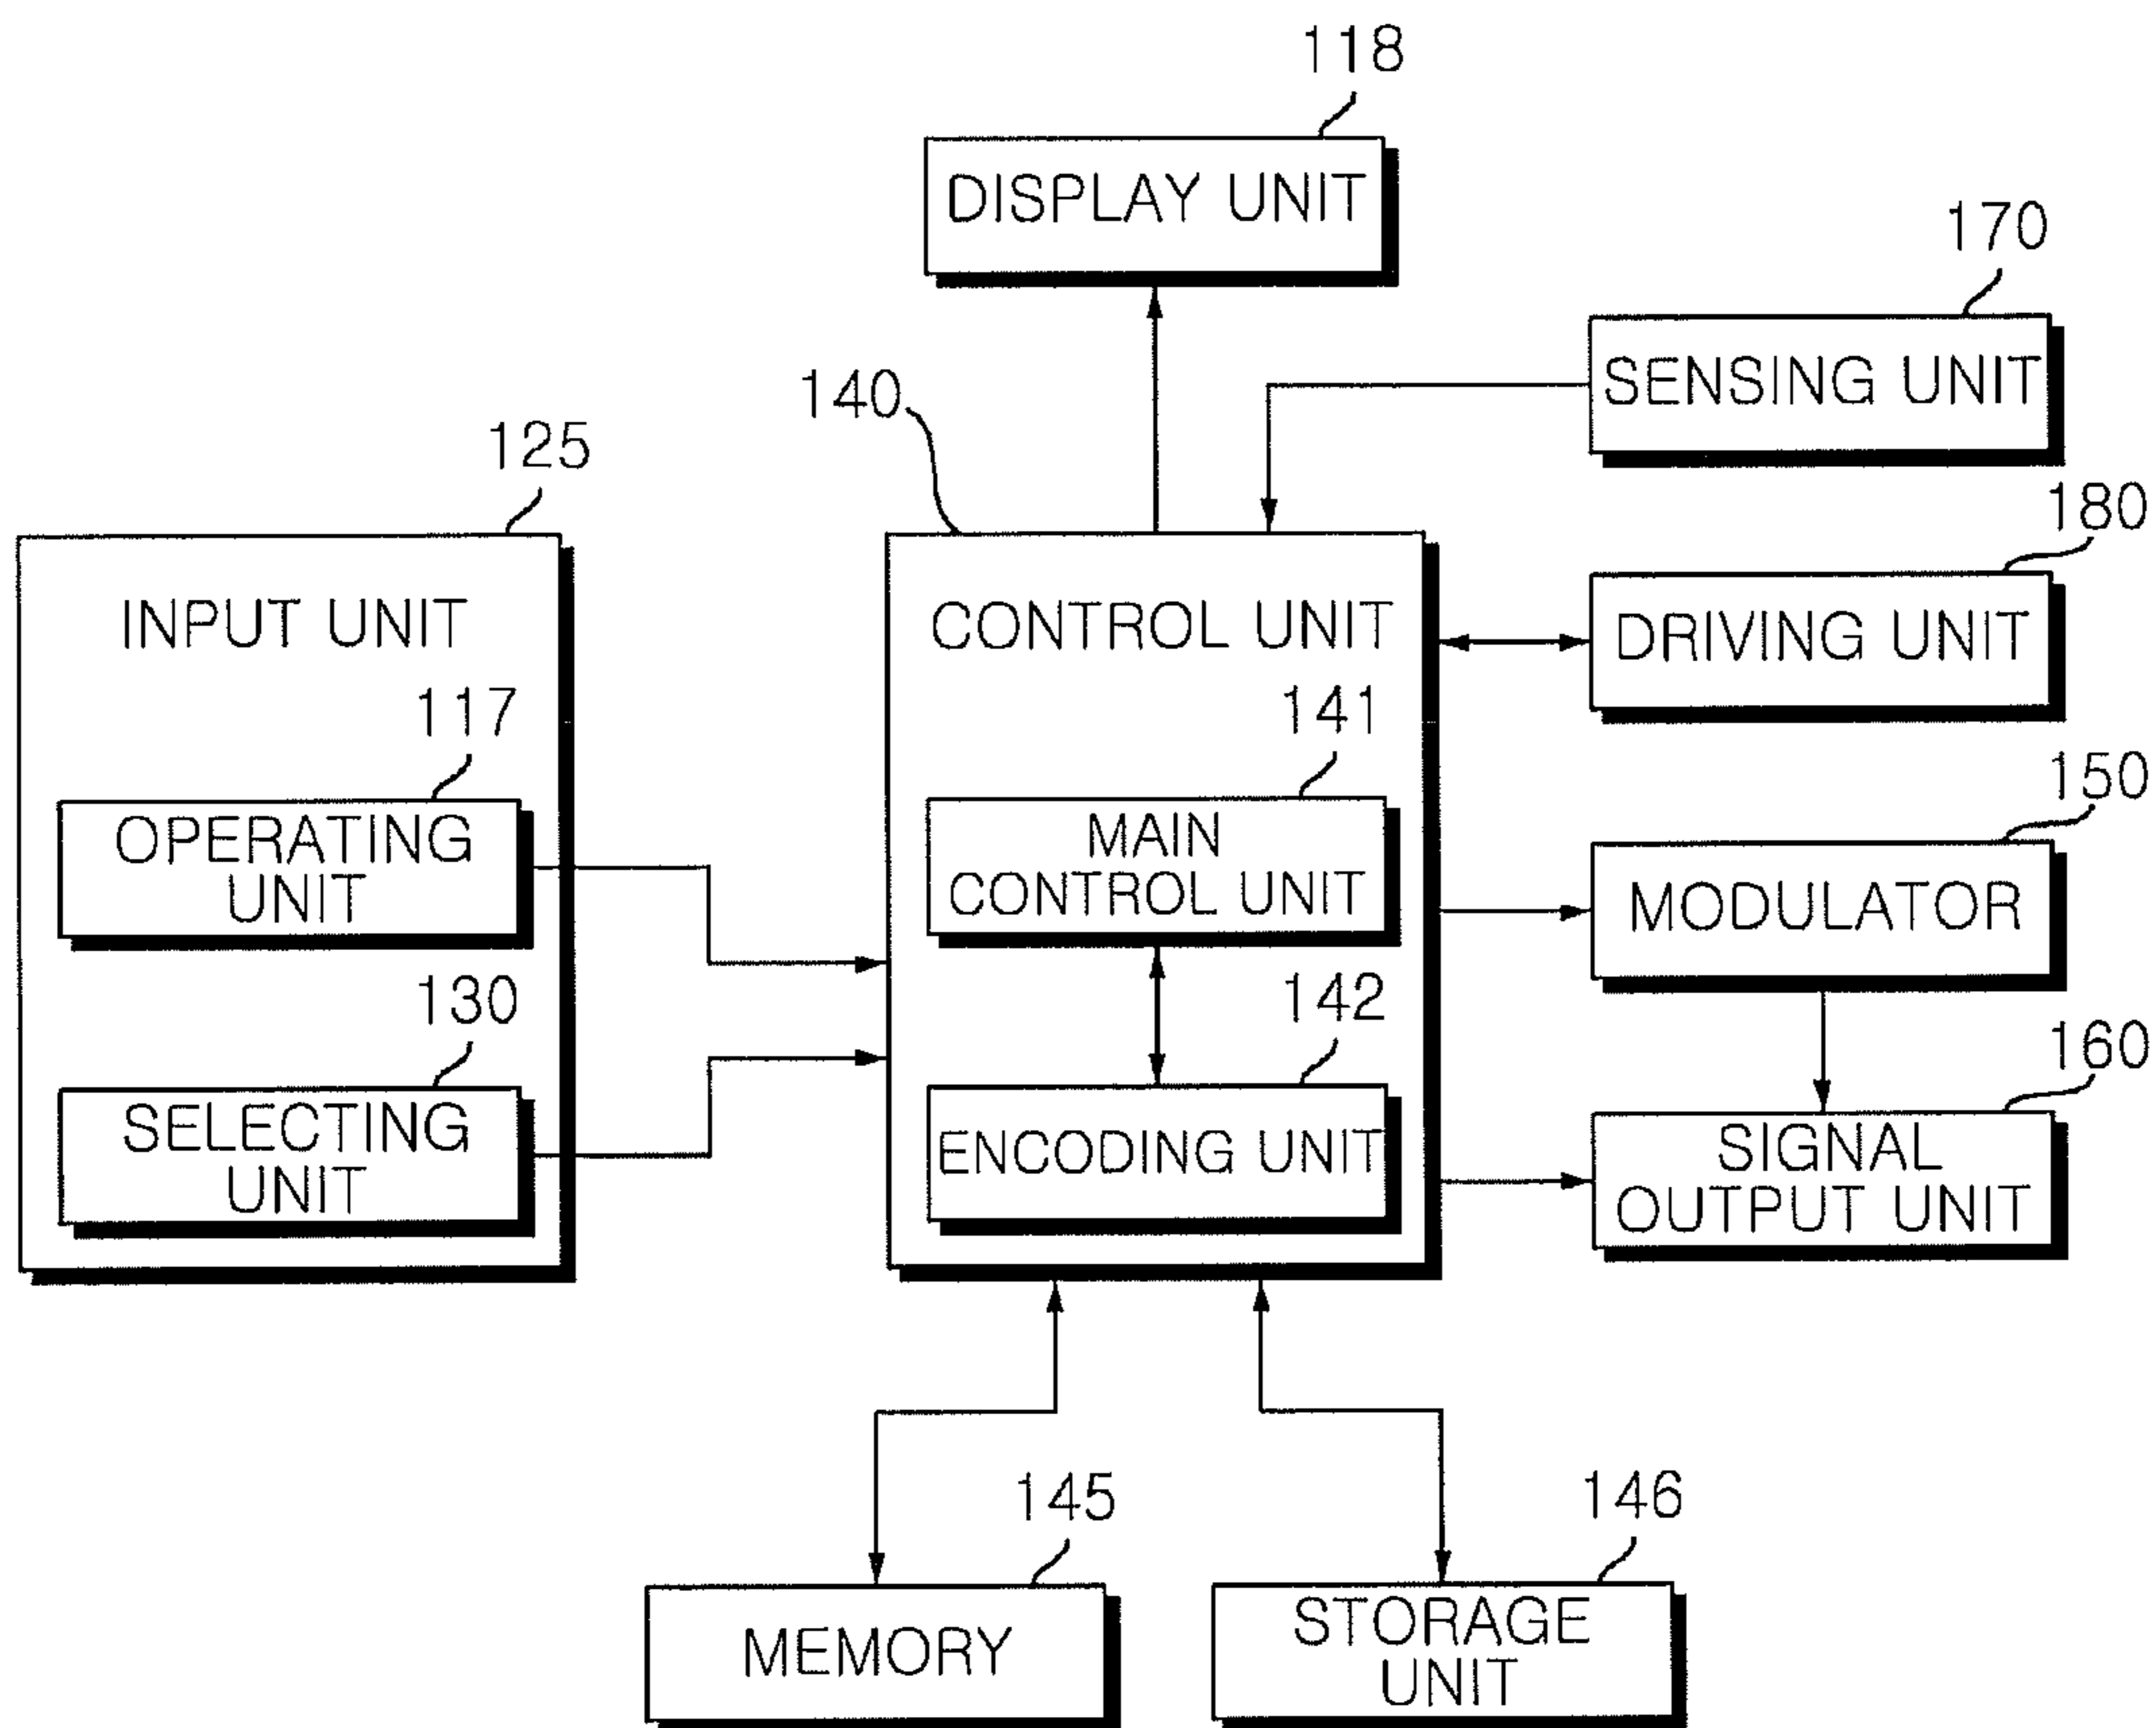 118
DISPLAY UNIT
170
SENSING UNIT
140
125
180
INPUT UNIT
CONTROL UNIT
DRIVING UNIT
117
141
150
OPERATING
UNIT
MAIN
CONTROL UNIT
MODULATOR
130
142
160
SELECTING
UNIT
ENCODING UNIT
SIGNAL
OUTPUT UNIT
145
146
MEMORY
STORAGE
UNIT